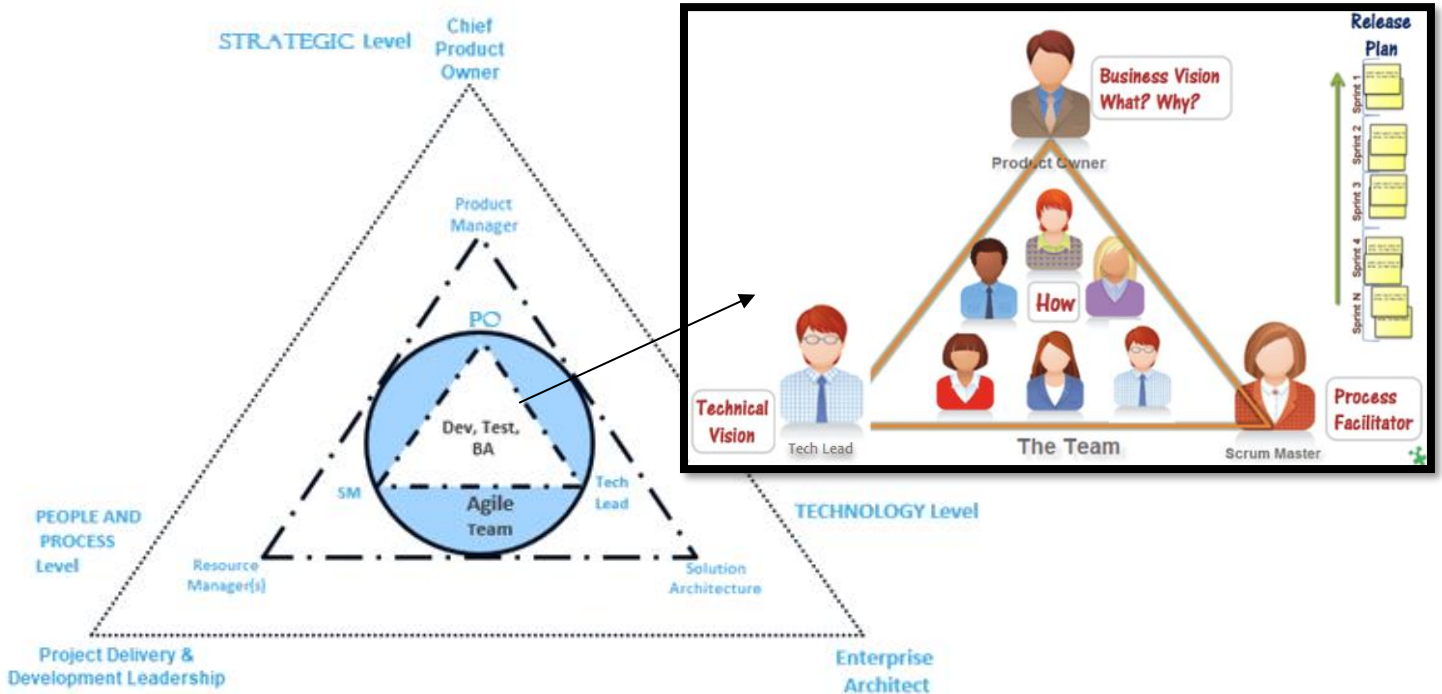 STRATEGIC Level
Chief
Product
Owner
Product
Manager
PO
Dev, Test,
BA
SM
Tech
Lead
Agile
Team
PEOPLE AND
PROCESS
Level
TECHNOLOGY Level
Resource
Manager(s)
Solution
Architecture
Project Delivery &
Development Leadership
Enterprise
Architect
Business Vision
What? Why?
Product Owner
How
Technical
Vision
Tech Lead
The Team
Process
Facilitator
Scrum Master
Release
Plan
Sprint 1
Sprint 2
Sprint 3
Sprint 4
Sprint N